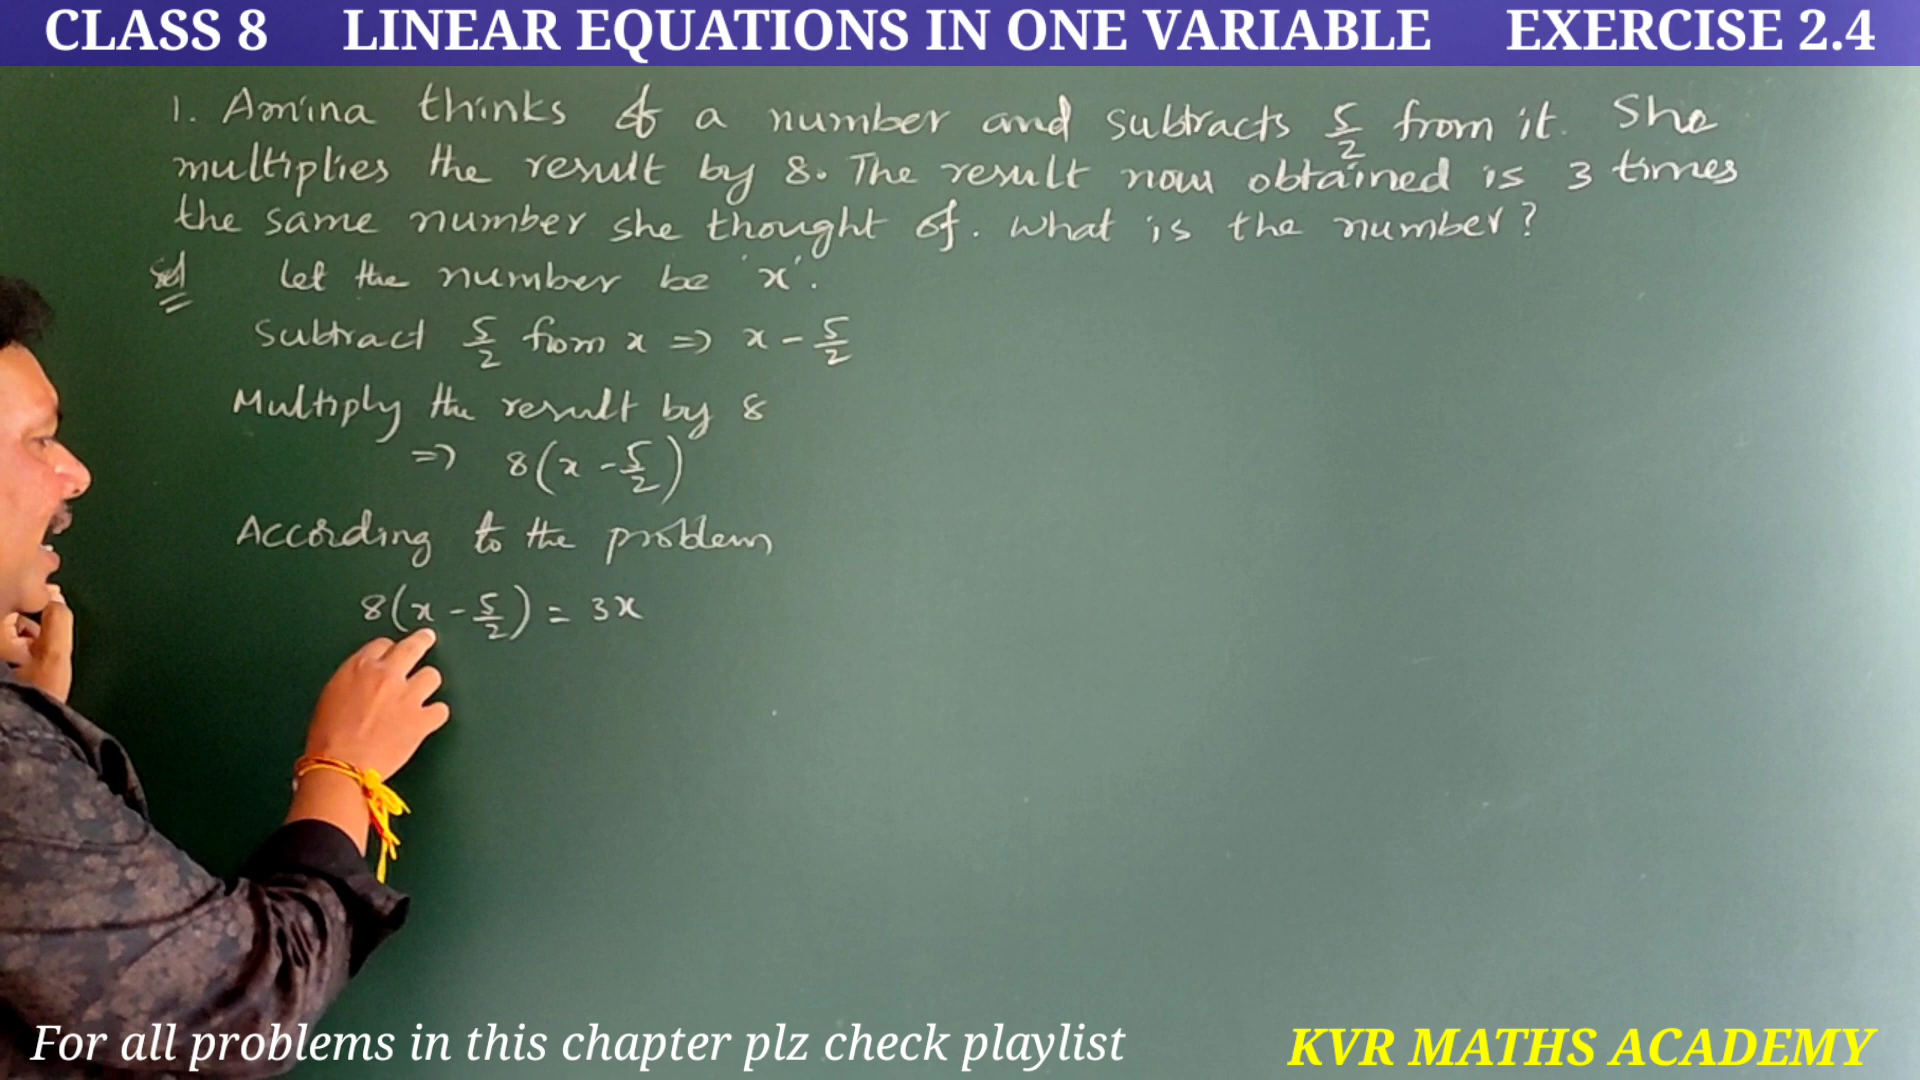 CLASS 8 LINEAR EQUATIONS IN ONE VARIABLE EXERCISE 2.4
1. Amina thinks of a number and subtracts 5/2 from it. She
multiplies the result by 8. The result now obtained is 3 times
the same number she thought of. What is the number?
Sol Let the number be 'x'.
Subtract 5/2 from x => x - 5/2
Multiply the result by 8
=> 8(x - 5/2)
According to the problem
8(x - 5/2) = 3x
For all problems in this chapter plz check playlist
KVR MATHS ACADEMY